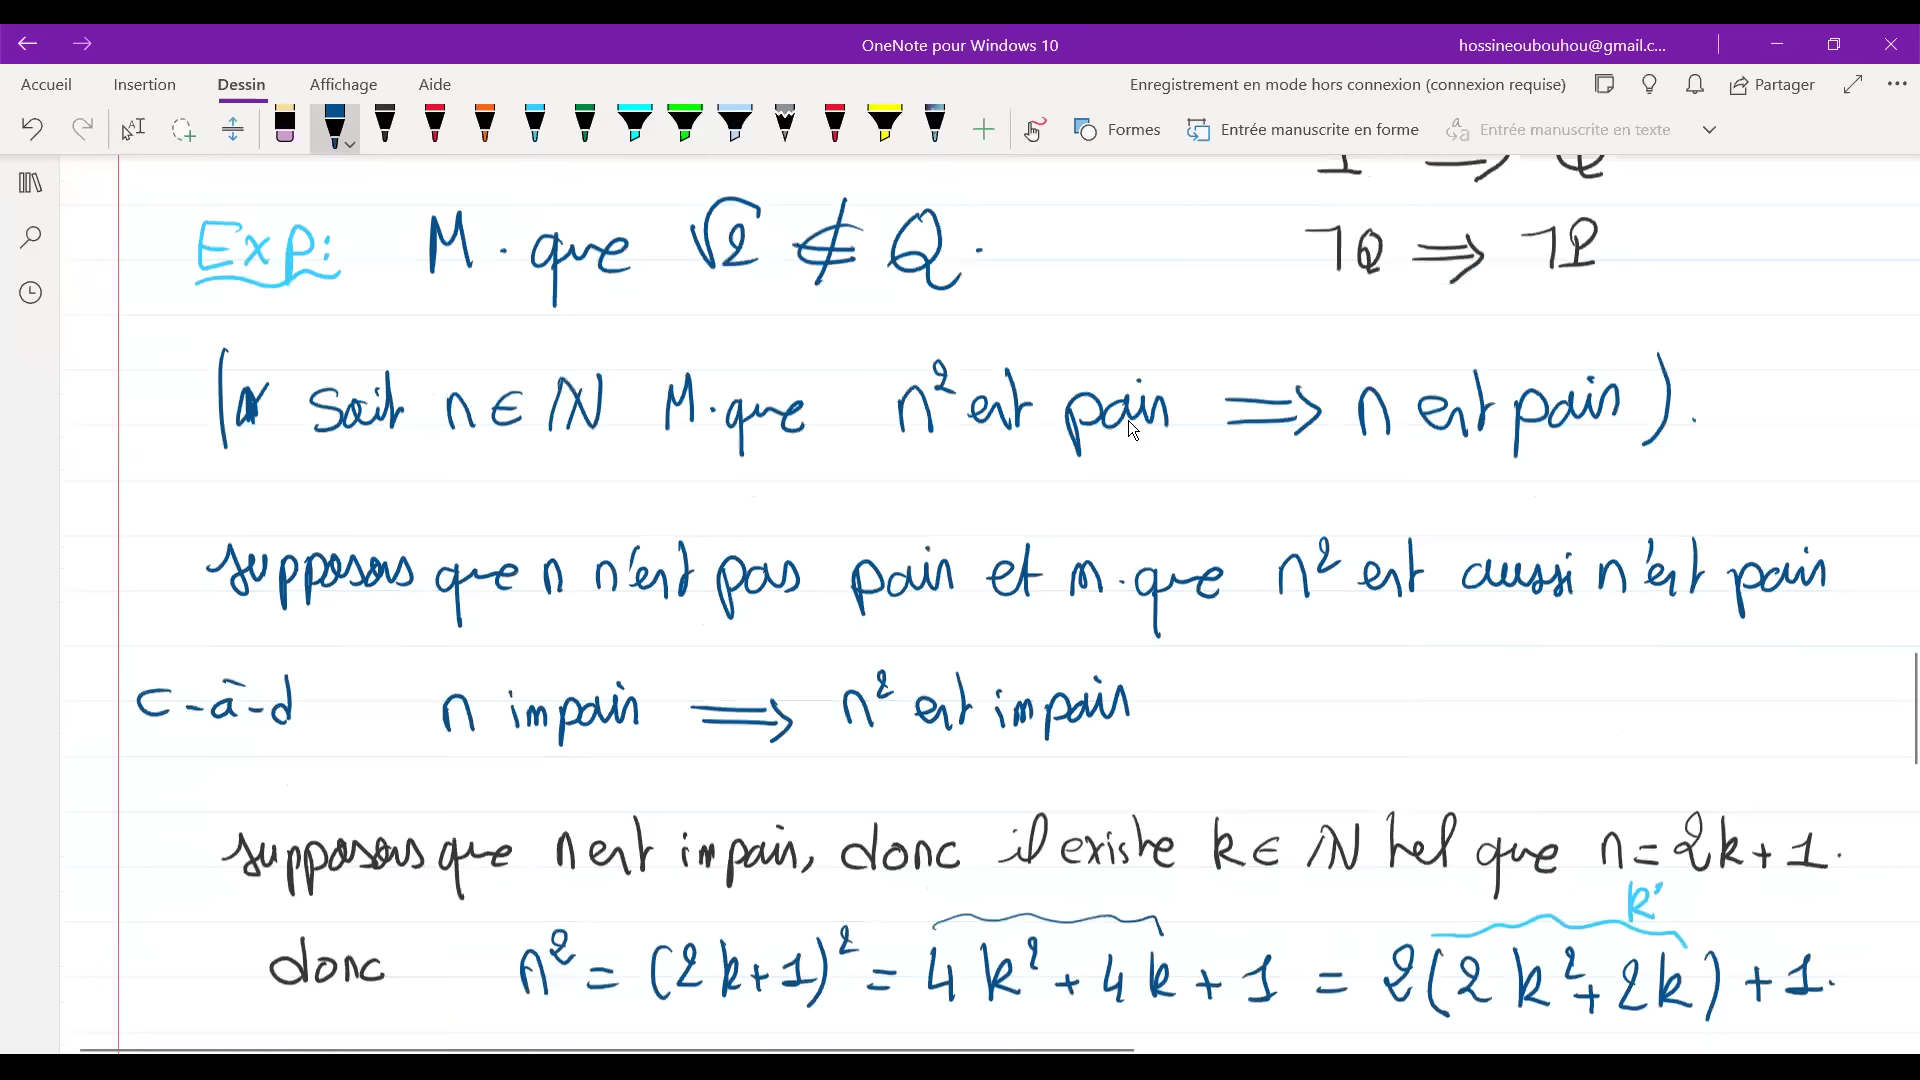 OneNote pour Windows 10
hossineoubouhou@gmail.c...
Accueil Insertion Dessin Affichage Aide
Enregistrement en mode hors connexion (connexion requise) Partager
Formes Entrée manuscrite en forme Entrée manuscrite en texte
⟹ Q
Exp: M. que √2 ∉ Q.
¬Q ⟹ ¬P
( Soit n ∈ ℕ M. que n² est pair ⟹ n est pair ).
supposons que n n'est pas pair et m. que n² est aussi n'est pair
c-à-d n impair ⟹ n² est impair
supposons que n est impair, donc il existe k ∈ ℕ tel que n = 2k + 1.
k'
donc n² = (2k+1)² = 4k² + 4k + 1 = 2(2k² + 2k) + 1.